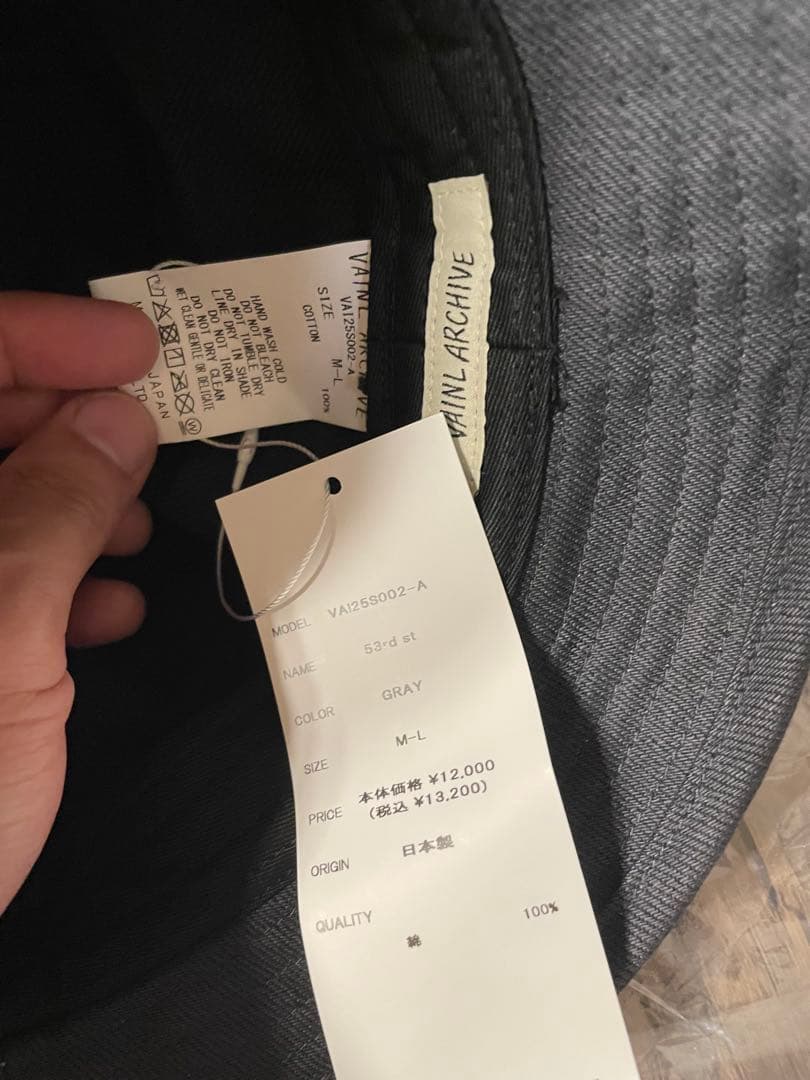 VAINL ARCHIVE
VAINL ARCHIVE
VAI25S002-A
SIZE M-L
COTTON 100%
HAND WASH COLD
DO NOT BLEACH
DO NOT TUMBLE DRY
LINE DRY IN SHADE
DO NOT IRON
DO NOT DRY CLEAN
WET CLEAN GENTLE OR DELICATE
JAPAN
LTD
MODEL VAI25S002-A
NAME 53rd st
COLOR GRAY
SIZE M-L
PRICE 本体価格 ¥12,000
(税込 ¥13,200)
ORIGIN 日本製
QUALITY
綿 100%